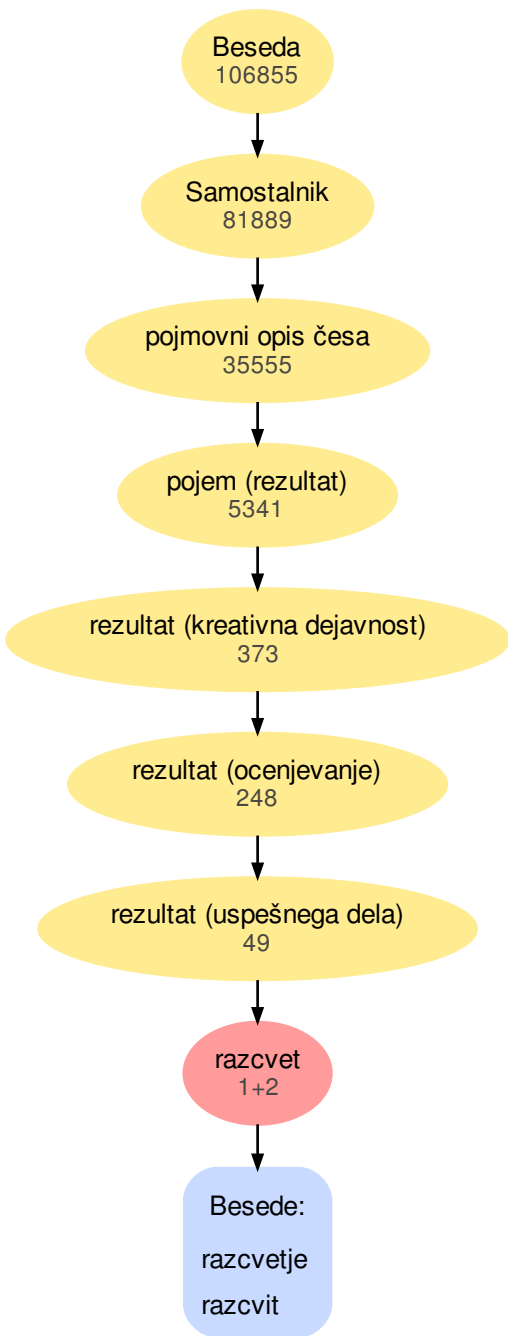 Beseda
106855
Samostalnik
81889
pojmovni opis česa
35555
pojem (rezultat)
5341
rezultat (kreativna dejavnost)
373
rezultat (ocenjevanje)
248
rezultat (uspešnega dela)
49
razcvet
1+2
Besede:
razcvetje
razcvit